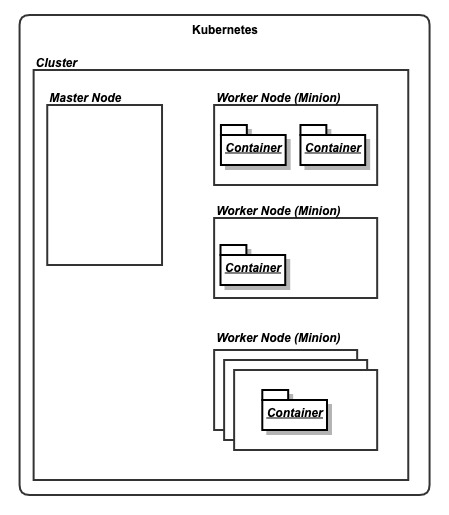 Kubernetes
Cluster
Master Node
Worker Node (Minion)
Container
Container
Worker Node (Minion)
Container
Worker Node (Minion)
Container